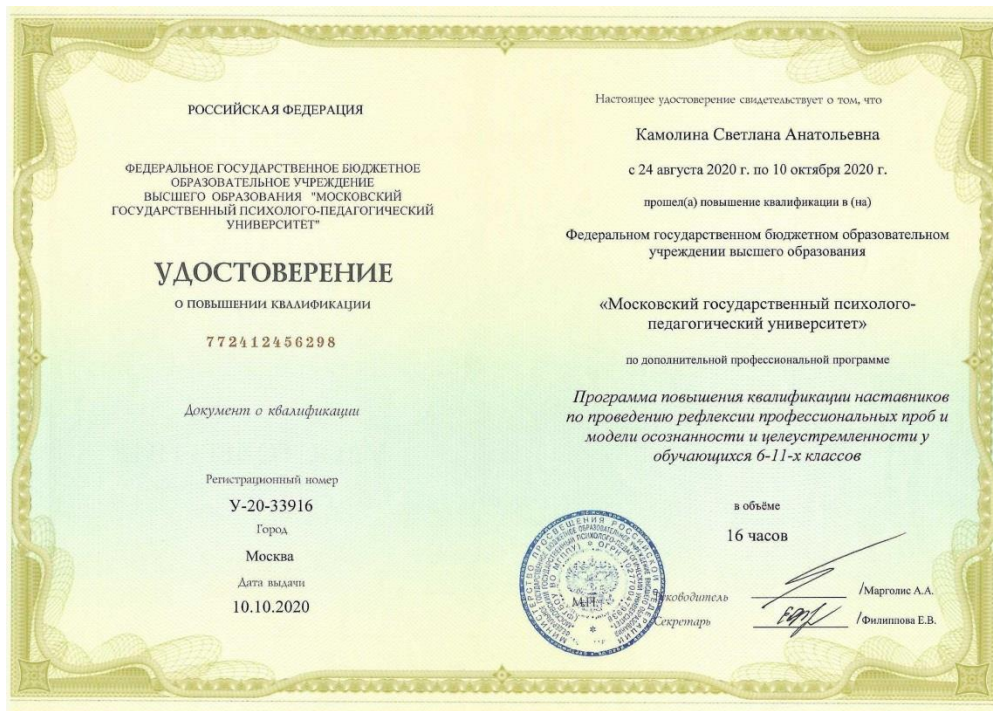 РОССИЙСКАЯ ФЕДЕРАЦИЯ
ФЕДЕРАЛЬНОЕ ГОСУДАРСТВЕННОЕ БЮДЖЕТНОЕ
ОБРАЗОВАТЕЛЬНОЕ УЧРЕЖДЕНИЕ
ВЫСШЕГО ОБРАЗОВАНИЯ "МОСКОВСКИЙ
ГОСУДАРСТВЕННЫЙ ПСИХОЛОГО-ПЕДАГОГИЧЕСКИЙ
УНИВЕРСИТЕТ"
УДОСТОВЕРЕНИЕ
О ПОВЫШЕНИИ КВАЛИФИКАЦИИ
772412456298
Документ о квалификации
Регистрационный номер
У-20-33916
Город
Москва
Дата выдачи
10.10.2020
Настоящее удостоверение свидетельствует о том, что
Камолина Светлана Анатольевна
с 24 августа 2020 г. по 10 октября 2020 г.
прошел(а) повышение квалификации в (на)
Федеральном государственном бюджетном образовательном
учреждении высшего образования
«Московский государственный психолого-
педагогический университет»
по дополнительной профессиональной программе
Программа повышения квалификации наставников
по проведению рефлексии профессиональных проб и
модели осознанности и целеустремленности у
обучающихся 6-11-х классов
в объёме
16 часов
М.П.
Руководитель
/Марголис А.А.
Секретарь
/Филиппова Е.В.
МИНИСТЕРСТВО ПРОСВЕЩЕНИЯ РОССИЙСКОЙ ФЕДЕРАЦИИ